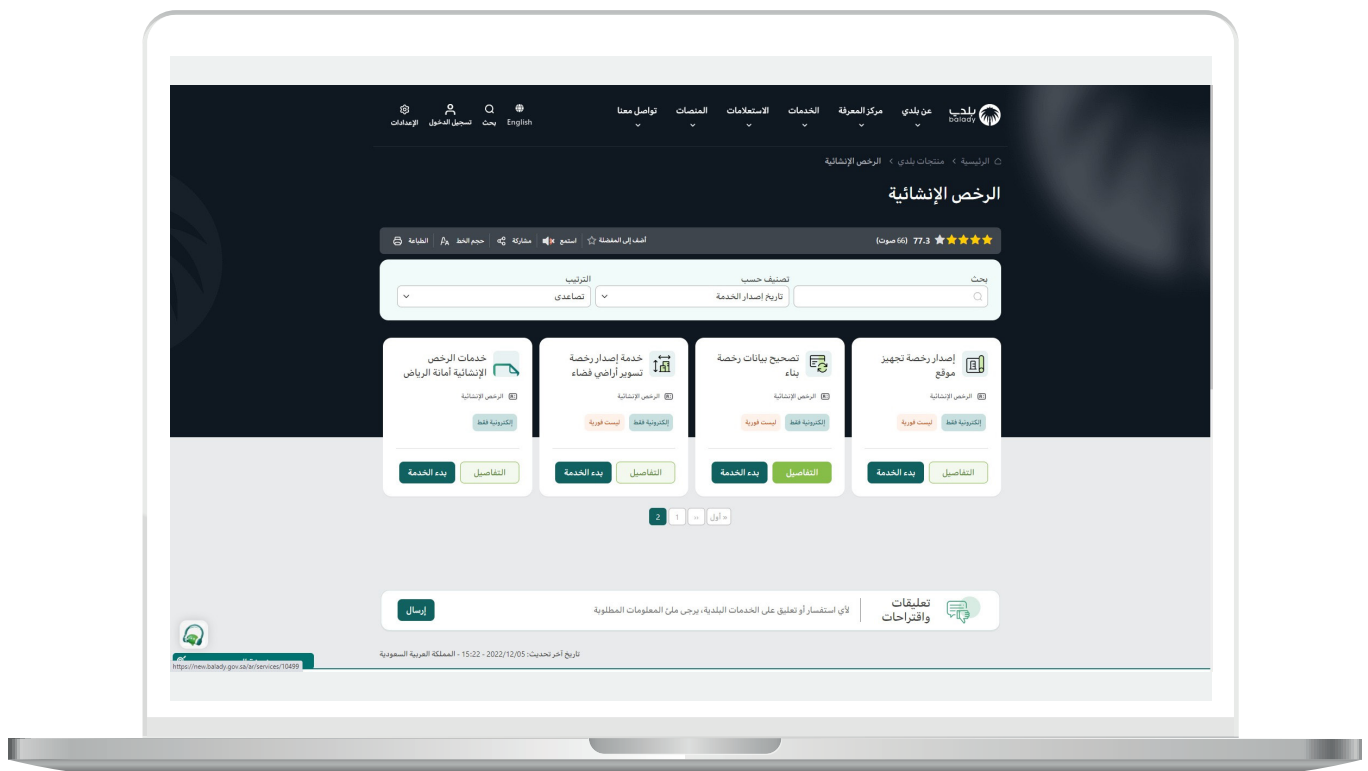 بلدي
balady
عن بلدي
مركز المعرفة
الخدمات
الاستعلامات
المنصات
تواصل معنا
English
بحث
تسجيل الدخول
الإعدادات
الرئيسية > منتجات بلدي > الرخص الإنشائية
الرخص الإنشائية
77.3 (66 صوت)
أضف إلى المفضلة
استمع
مشاركة
حجم الخط
الطباعة
بحث
تصنيف حسب
الترتيب
تاريخ إصدار الخدمة
تصاعدي
إصدار رخصة تجهيز
موقع
الرخص الإنشائية
إلكترونية فقط
ليست فورية
التفاصيل
بدء الخدمة
تصحيح بيانات رخصة
بناء
الرخص الإنشائية
إلكترونية فقط
ليست فورية
التفاصيل
بدء الخدمة
خدمة إصدار رخصة
تسوير أراضي فضاء
الرخص الإنشائية
إلكترونية فقط
ليست فورية
التفاصيل
بدء الخدمة
خدمات الرخص
الإنشائية أمانة الرياض
الرخص الإنشائية
إلكترونية فقط
التفاصيل
بدء الخدمة
« أول
‹‹
1
2
تعليقات
واقتراحات
لأي استفسار أو تعليق على الخدمات البلدية، يرجى ملئ المعلومات المطلوبة
إرسال
تاريخ آخر تحديث: 2022/12/05 - 15:22 - المملكة العربية السعودية
https://new.balady.gov.sa/ar/services/10499